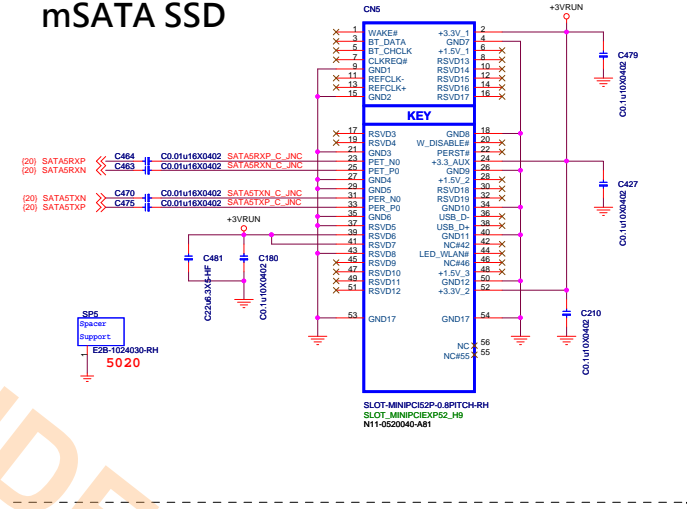 mSATA SSD
CN5
+3VRUN
1 WAKE# +3.3V_1 2
3 BT_DATA GND7 4
5 BT_CHCLK +1.5V_1 6
7 CLKREQ# RSVD13 8
9 GND1 RSVD14 10
11 REFCLK- RSVD15 12
13 REFCLK+ RSVD16 14
15 GND2 RSVD17 16
C479
C0.1u10X0402
KEY
17 RSVD3 GND8 18
19 RSVD4 W_DISABLE# 20
21 GND3 PERST# 22
(20) SATA5RXP C464 C0.01u16X0402 SATA5RXP_C_JNC 23 PET_N0 +3.3_AUX 24
(20) SATA5RXN C463 C0.01u16X0402 SATA5RXN_C_JNC 25 PET_P0 GND9 26
27 GND4 +1.5V_2 28
29 GND5 RSVD18 30
(20) SATA5TXN C470 C0.01u16X0402 SATA5TXN_C_JNC 31 PER_N0 RSVD19 32
(20) SATA5TXP C475 C0.01u16X0402 SATA5TXP_C_JNC 33 PER_P0 GND10 34
35 GND6 USB_D- 36
37 RSVD5 USB_D+ 38
39 RSVD6 GND11 40
41 RSVD7 NC#42 42
43 RSVD8 LED_WLAN# 44
45 RSVD9 NC#46 46
47 RSVD10 +1.5V_3 48
49 RSVD11 GND12 50
51 RSVD12 +3.3V_2 52
53 GND17 GND17 54
NC 56
NC#55 55
C427
C0.1u10X0402
+3VRUN
C481
C22u6.3X5-HF
C180
C0.1u10X0402
C210
C0.1u10X0402
SP5
Spacer
Support
1
E2B-1024030-RH
5020
SLOT-MINIPCI52P-0.8PITCH-RH
SLOT_MINIPCIEXP52_H9
N11-0520040-A81